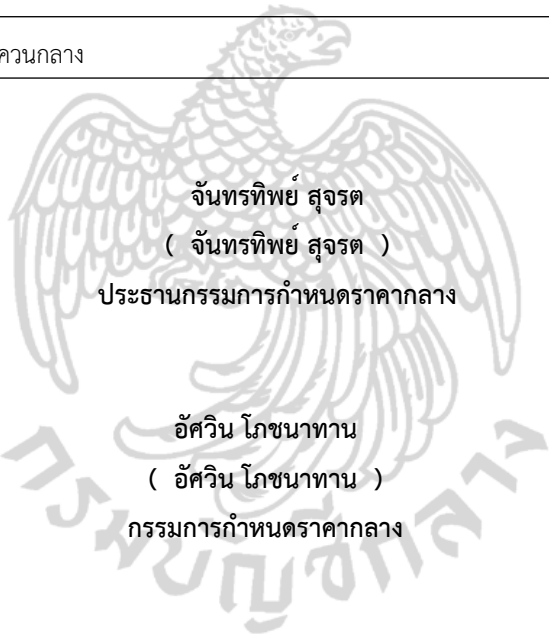 ควนกลาง
จันทรทิพย์ สุจรต
( จันทรทิพย์ สุจรต )
ประธานกรรมการกำหนดราคากลาง
อัศวิน โภชนาทาน
( อัศวิน โภชนาทาน )
กรรมการกำหนดราคากลาง
กรมบัญชีกลาง